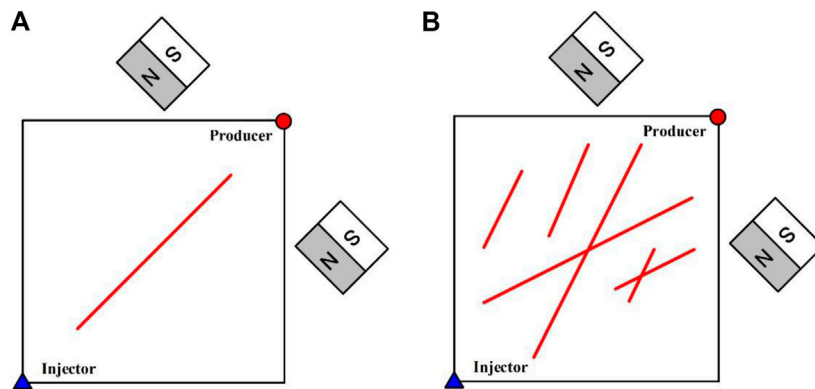 A
N S
Producer
N S
Injector
B
N S
Producer
N S
Injector